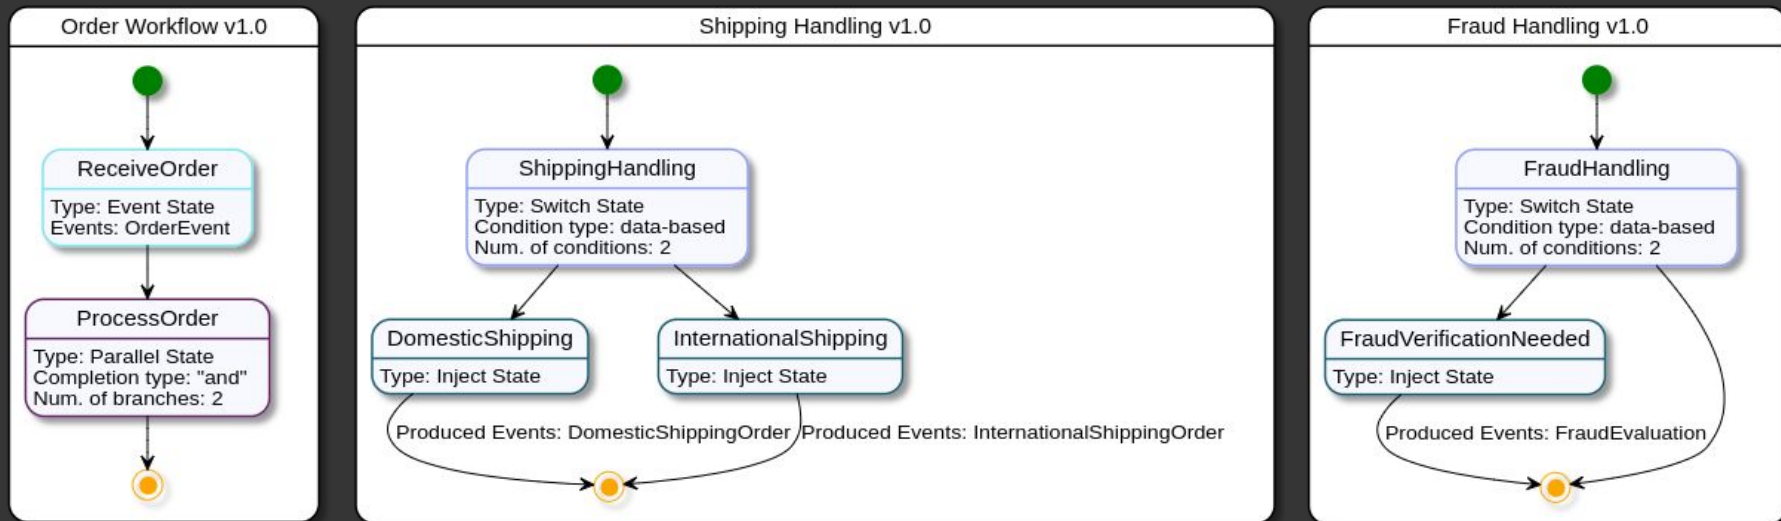 Order Workflow v1.0
ReceiveOrder
Type: Event State
Events: OrderEvent
ProcessOrder
Type: Parallel State
Completion type: "and"
Num. of branches: 2
Shipping Handling v1.0
ShippingHandling
Type: Switch State
Condition type: data-based
Num. of conditions: 2
DomesticShipping
Type: Inject State
InternationalShipping
Type: Inject State
Produced Events: DomesticShippingOrder
Produced Events: InternationalShippingOrder
Fraud Handling v1.0
FraudHandling
Type: Switch State
Condition type: data-based
Num. of conditions: 2
FraudVerificationNeeded
Type: Inject State
Produced Events: FraudEvaluation